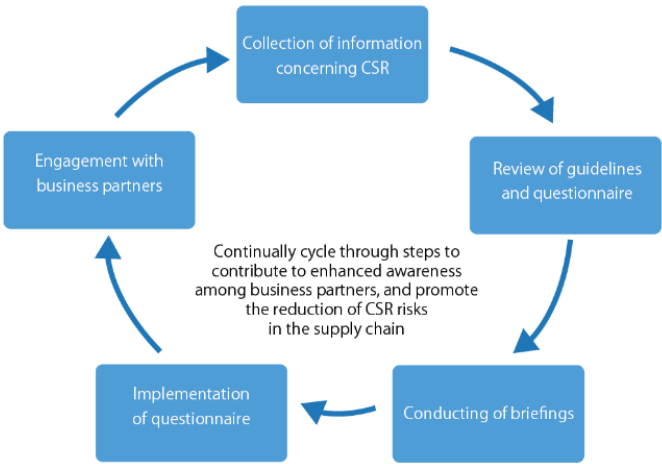 Collection of information
concerning CSR
Review of guidelines
and questionnaire
Conducting of briefings
Implementation
of questionnaire
Engagement with
business partners
Continually cycle through steps to
contribute to enhanced awareness
among business partners, and promote
the reduction of CSR risks
in the supply chain